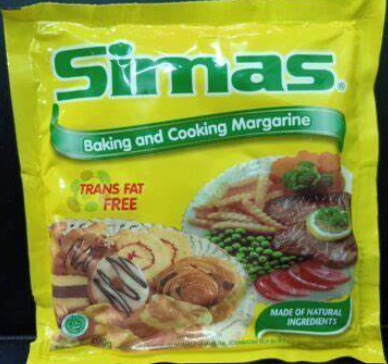 Simas®
Baking and Cooking Margarine
TRANS FAT
FREE
MADE OF NATURAL
INGREDIENTS